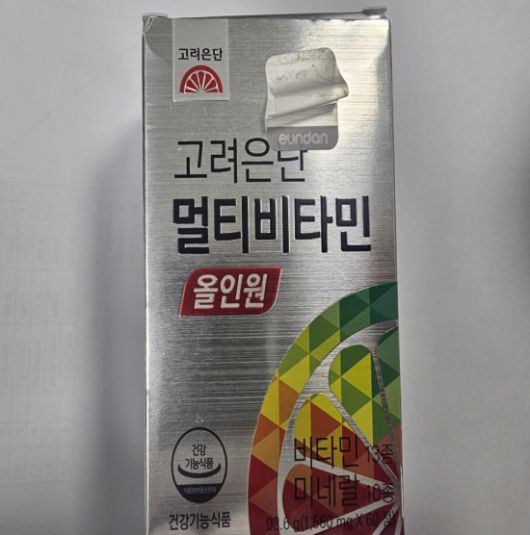 고려은단
eundan
고려은단
멀티비타민
올인원
건강
기능식품
비타민 13종
미네랄 10종
건강기능식품